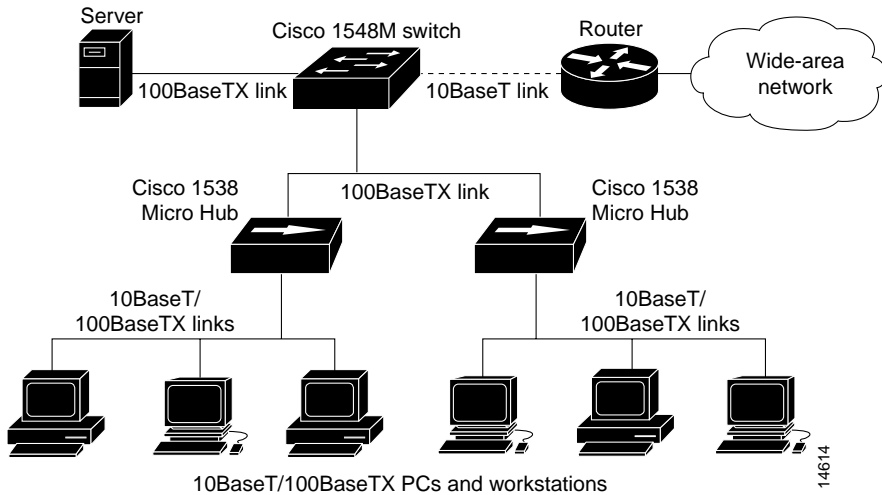 Server
Cisco 1548M switch
Router
Wide-area
network
100BaseTX link
10BaseT link
Cisco 1538
Micro Hub
100BaseTX link
Cisco 1538
Micro Hub
10BaseT/
100BaseTX links
10BaseT/
100BaseTX links
10BaseT/100BaseTX PCs and workstations
14614